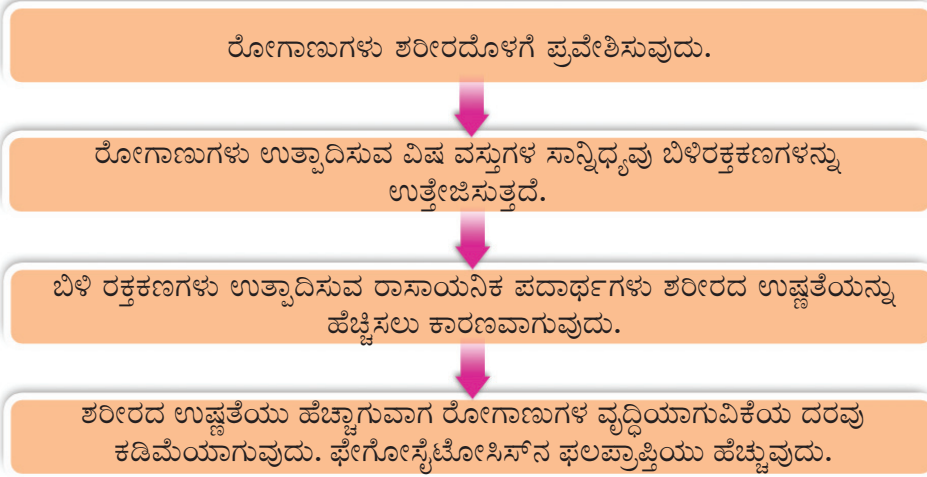 ರೋಗಾಣುಗಳು ಶರೀರದೊಳಗೆ ಪ್ರವೇಶಿಸುವುದು.
ರೋಗಾಣುಗಳು ಉತ್ಪಾದಿಸುವ ವಿಷ ವಸ್ತುಗಳ ಸಾನ್ನಿಧ್ಯವು ಬಿಳಿರಕ್ತಕಣಗಳನ್ನು
ಉತ್ತೇಜಿಸುತ್ತದೆ.
ಬಿಳಿ ರಕ್ತಕಣಗಳು ಉತ್ಪಾದಿಸುವ ರಾಸಾಯನಿಕ ಪದಾರ್ಥಗಳು ಶರೀರದ ಉಷ್ಣತೆಯನ್ನು
ಹೆಚ್ಚಿಸಲು ಕಾರಣವಾಗುವುದು.
ಶರೀರದ ಉಷ್ಣತೆಯು ಹೆಚ್ಚಾಗುವಾಗ ರೋಗಾಣುಗಳ ವೃದ್ಧಿಯಾಗುವಿಕೆಯ ದರವು
ಕಡಿಮೆಯಾಗುವುದು. ಫೇಗೋಸೈಟೋಸಿಸ್‌ನ ಫಲಪ್ರಾಪ್ತಿಯು ಹೆಚ್ಚುವುದು.